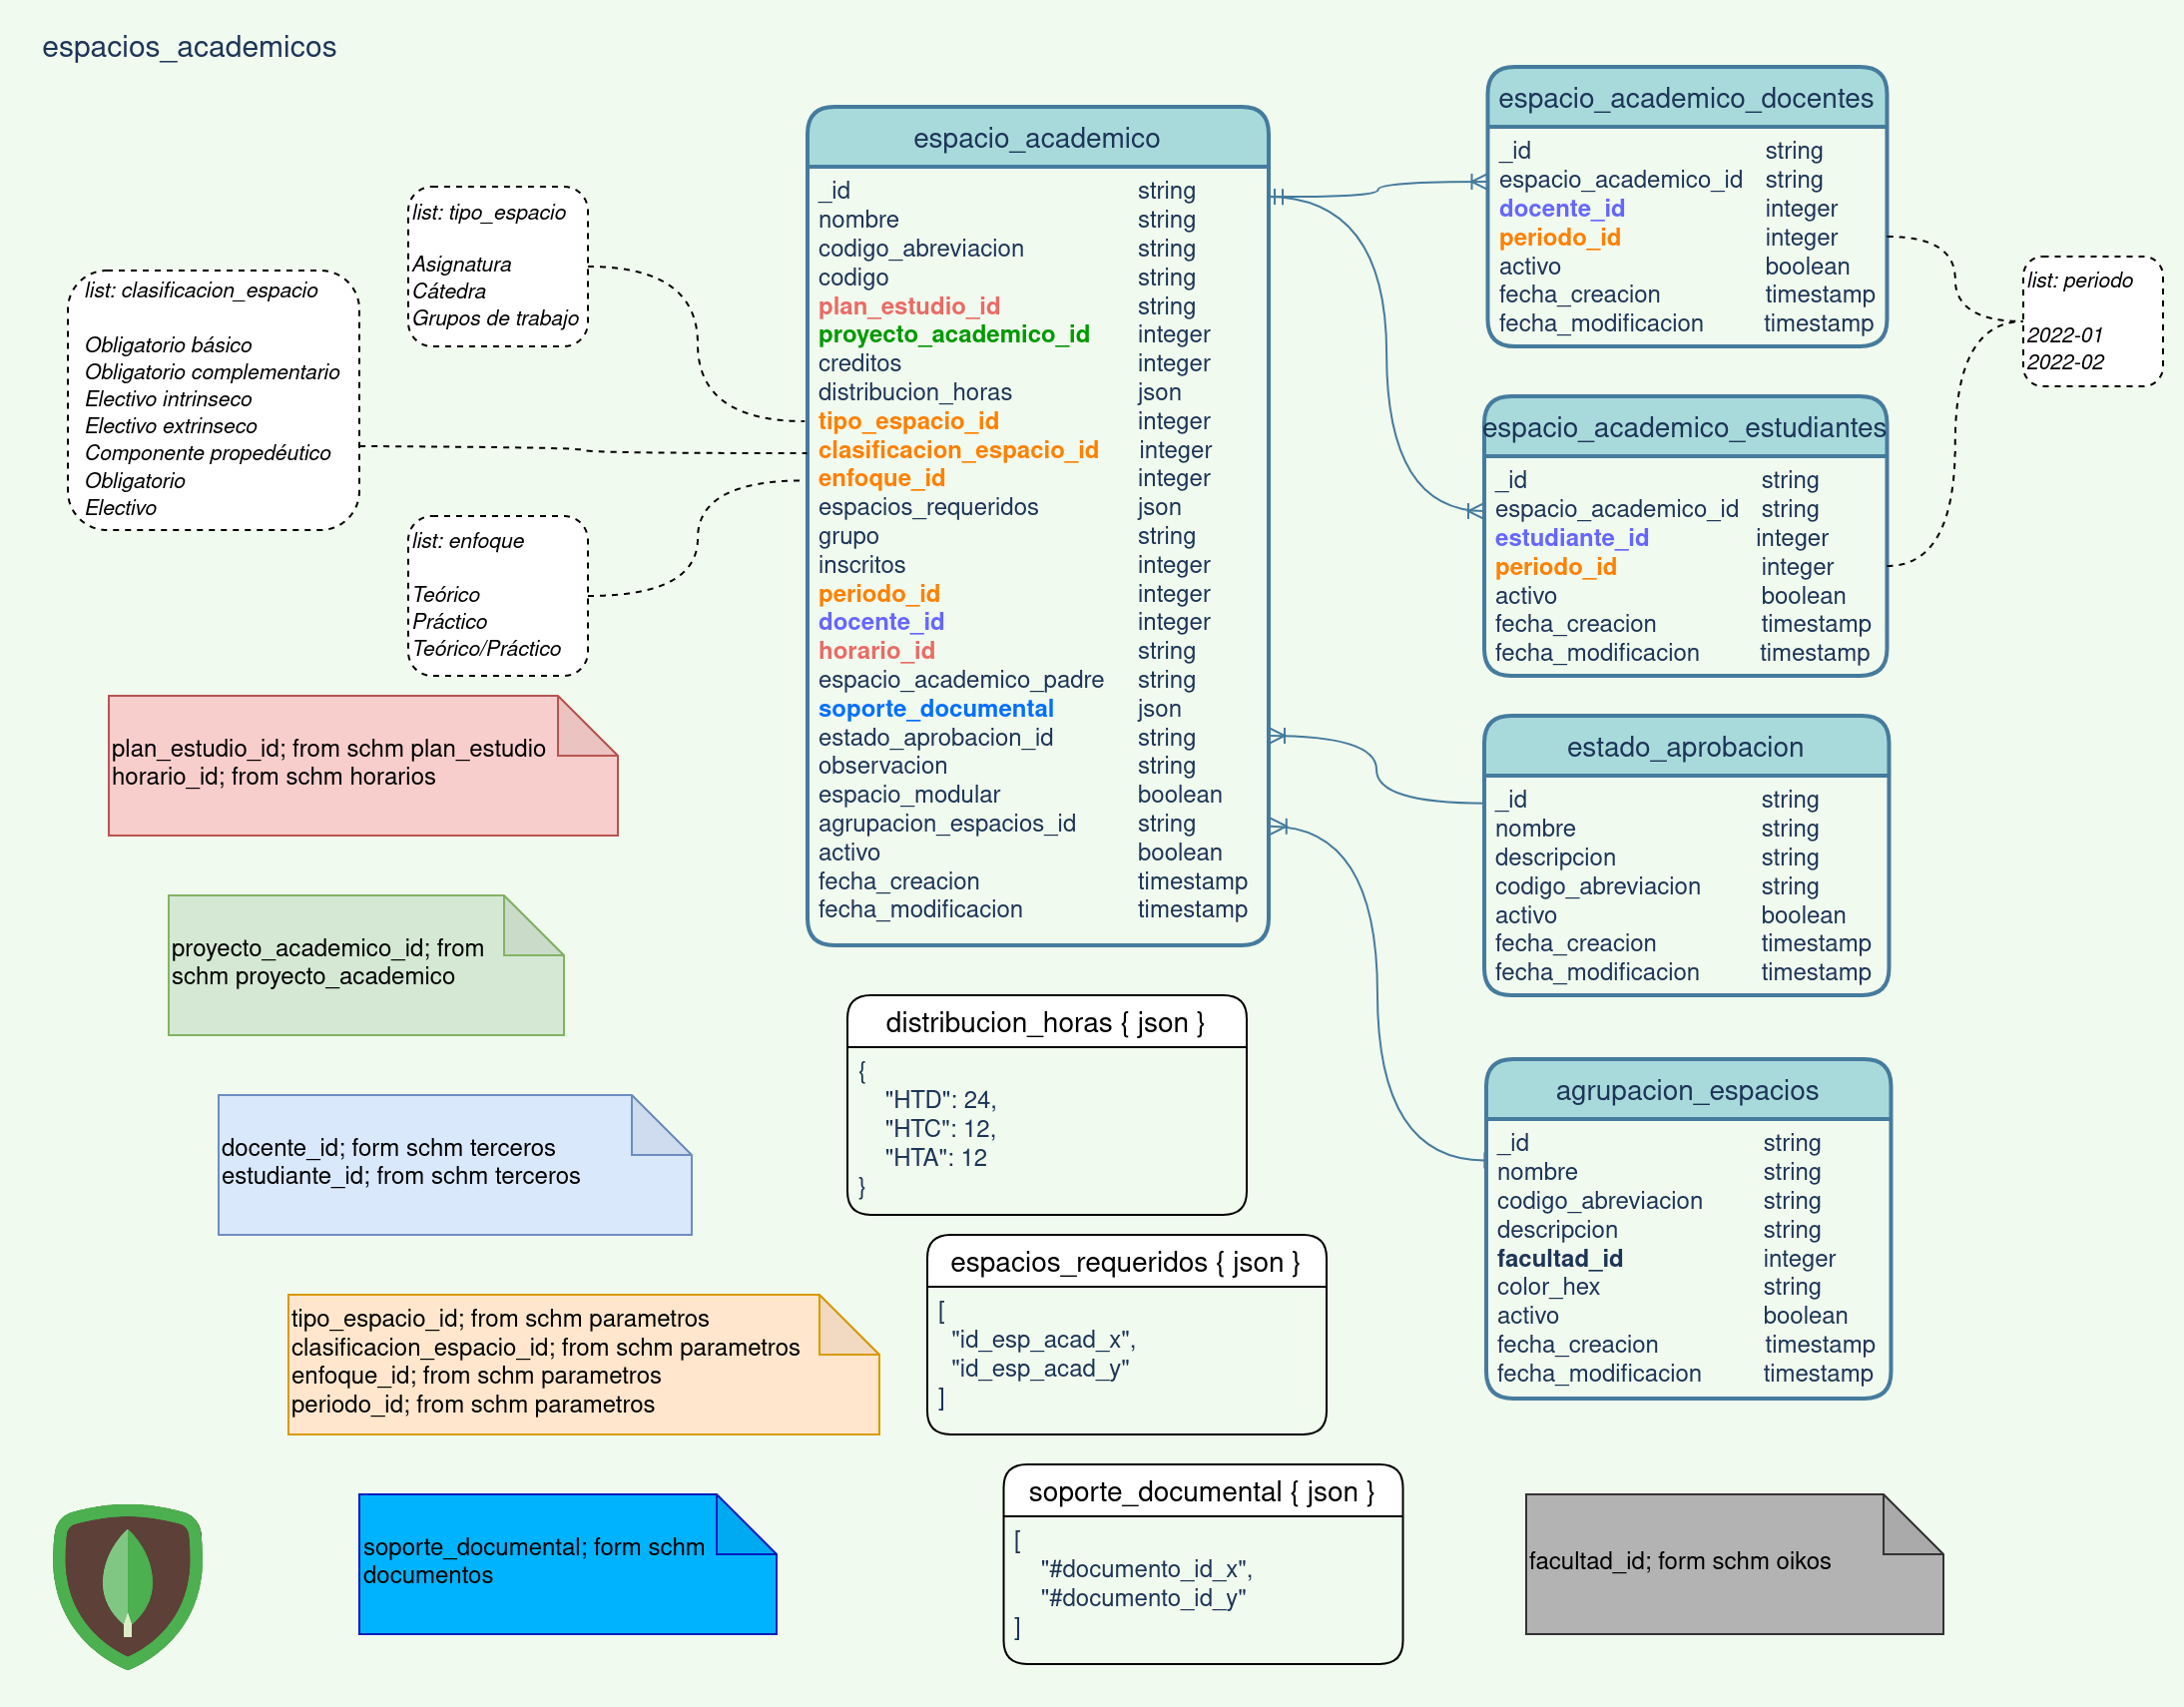 espacios_academicos
list: clasificacion_espacio
Obligatorio básico
Obligatorio complementario
Electivo intrinseco
Electivo extrinseco
Componente propedéutico
Obligatorio
Electivo
list: tipo_espacio
Asignatura
Cátedra
Grupos de trabajo
list: enfoque
Teórico
Práctico
Teórico/Práctico
espacio_academico
_id string
nombre string
codigo_abreviacion string
codigo string
plan_estudio_id string
proyecto_academico_id integer
creditos integer
distribucion_horas json
tipo_espacio_id integer
clasificacion_espacio_id integer
enfoque_id integer
espacios_requeridos json
grupo string
inscritos integer
periodo_id integer
docente_id integer
horario_id string
espacio_academico_padre string
soporte_documental json
estado_aprobacion_id string
observacion string
espacio_modular boolean
agrupacion_espacios_id string
activo boolean
fecha_creacion timestamp
fecha_modificacion timestamp
espacio_academico_docentes
_id string
espacio_academico_id string
docente_id integer
periodo_id integer
activo boolean
fecha_creacion timestamp
fecha_modificacion timestamp
list: periodo
2022-01
2022-02
espacio_academico_estudiantes
_id string
espacio_academico_id string
estudiante_id integer
periodo_id integer
activo boolean
fecha_creacion timestamp
fecha_modificacion timestamp
estado_aprobacion
_id string
nombre string
descripcion string
codigo_abreviacion string
activo boolean
fecha_creacion timestamp
fecha_modificacion timestamp
agrupacion_espacios
_id string
nombre string
codigo_abreviacion string
descripcion string
facultad_id integer
color_hex string
activo boolean
fecha_creacion timestamp
fecha_modificacion timestamp
plan_estudio_id; from schm plan_estudio
horario_id; from schm horarios
proyecto_academico_id; from
schm proyecto_academico
docente_id; form schm terceros
estudiante_id; from schm terceros
tipo_espacio_id; from schm parametros
clasificacion_espacio_id; from schm parametros
enfoque_id; from schm parametros
periodo_id; from schm parametros
soporte_documental; form schm
documentos
distribucion_horas { json }
{
"HTD": 24,
"HTC": 12,
"HTA": 12
}
espacios_requeridos { json }
[
"id_esp_acad_x",
"id_esp_acad_y"
]
soporte_documental { json }
[
"#documento_id_x",
"#documento_id_y"
]
facultad_id; form schm oikos